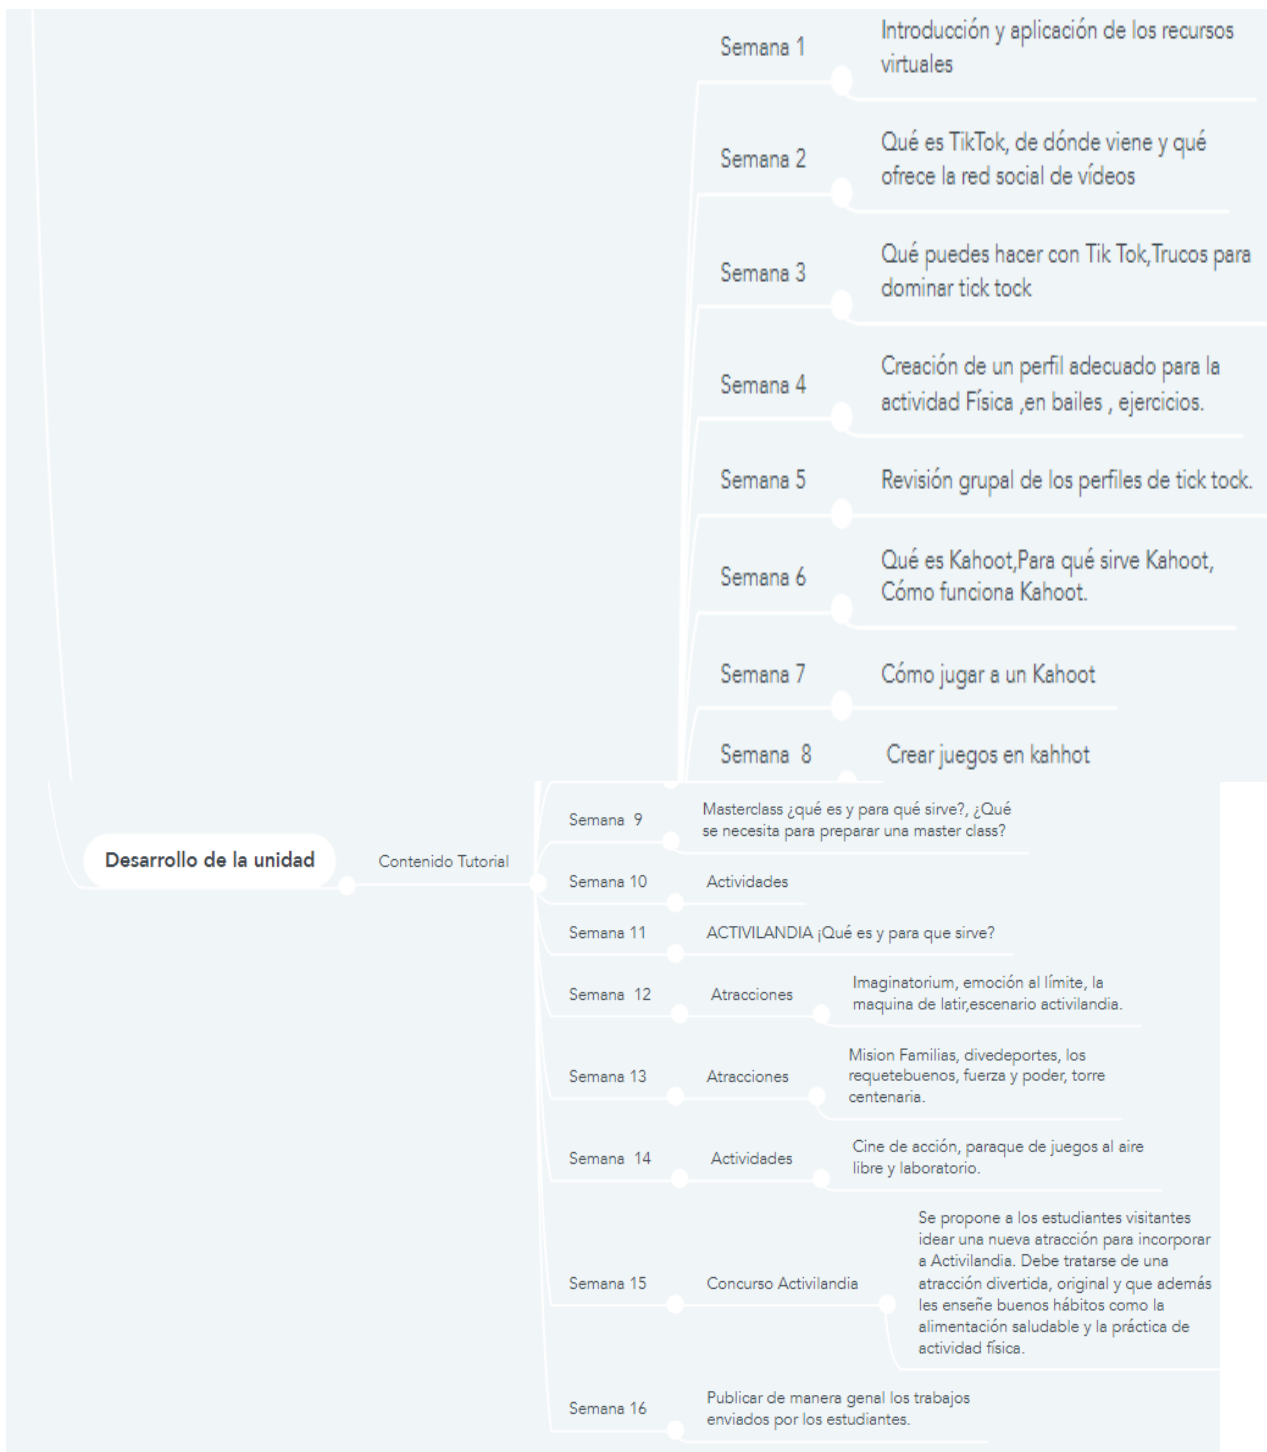 Semana 1
Introducción y aplicación de los recursos
virtuales
Semana 2
Qué es TikTok, de dónde viene y qué
ofrece la red social de vídeos
Semana 3
Qué puedes hacer con Tik Tok,Trucos para
dominar tick tock
Semana 4
Creación de un perfil adecuado para la
actividad Física ,en bailes , ejercicios.
Semana 5
Revisión grupal de los perfiles de tick tock.
Semana 6
Qué es Kahoot,Para qué sirve Kahoot,
Cómo funciona Kahoot.
Semana 7
Cómo jugar a un Kahoot
Semana 8
Crear juegos en kahhot
Desarrollo de la unidad
Contenido Tutorial
Semana 9
Masterclass ¿qué es y para qué sirve?, ¿Qué
se necesita para preparar una master class?
Semana 10
Actividades
Semana 11
ACTIVILANDIA ¡Qué es y para que sirve?
Semana 12
Atracciones
Imaginatorium, emoción al límite, la
maquina de latir,escenario activilandia.
Semana 13
Atracciones
Mision Familias, divedeportes, los
requetebuenos, fuerza y poder, torre
centenaria.
Semana 14
Actividades
Cine de acción, paraque de juegos al aire
libre y laboratorio.
Semana 15
Concurso Activilandia
Se propone a los estudiantes visitantes
idear una nueva atracción para incorporar
a Activilandia. Debe tratarse de una
atracción divertida, original y que además
les enseñe buenos hábitos como la
alimentación saludable y la práctica de
actividad física.
Semana 16
Publicar de manera genal los trabajos
enviados por los estudiantes.